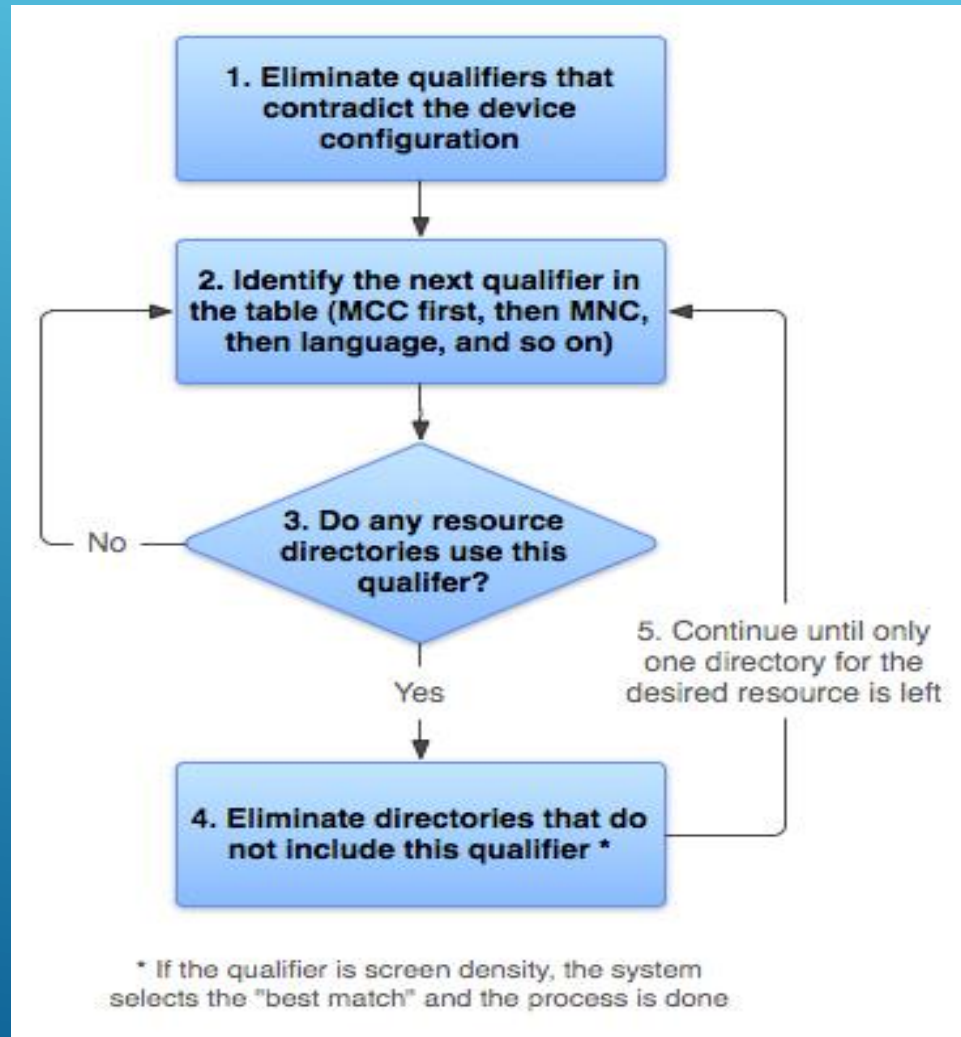 1. Eliminate qualifiers that
contradict the device
configuration
2. Identify the next qualifier in
the table (MCC first, then MNC,
then language, and so on)
3. Do any resource
directories use this
qualifer?
No
Yes
5. Continue until only
one directory for the
desired resource is left
4. Eliminate directories that do
not include this qualifier *
* If the qualifier is screen density, the system
selects the "best match" and the process is done